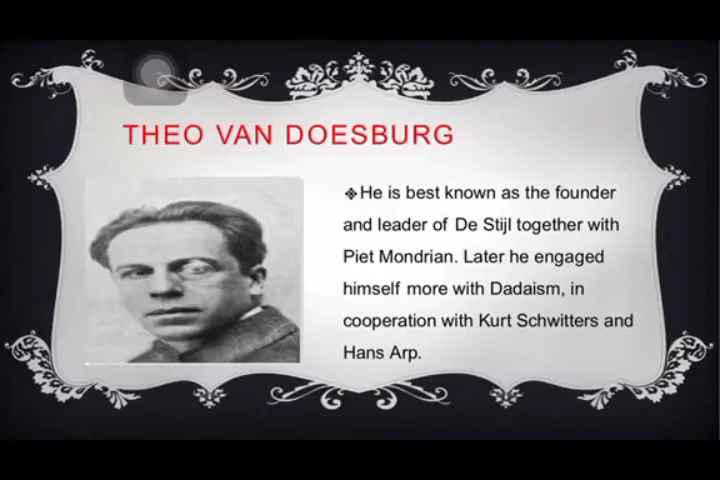 THEO VAN DOESBURG
❖He is best known as the founder
and leader of De Stijl together with
Piet Mondrian. Later he engaged
himself more with Dadaism, in
cooperation with Kurt Schwitters and
Hans Arp.